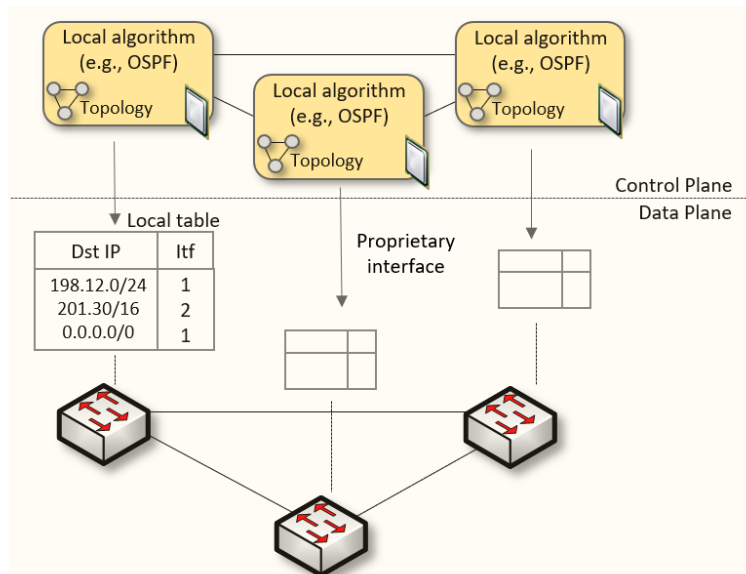 Local algorithm
(e.g., OSPF)
Topology
Local algorithm
(e.g., OSPF)
Topology
Local algorithm
(e.g., OSPF)
Topology
Control Plane
Data Plane
Local table
Dst IP Itf
198.12.0/24 1
201.30/16 2
0.0.0.0/0 1
Proprietary
interface